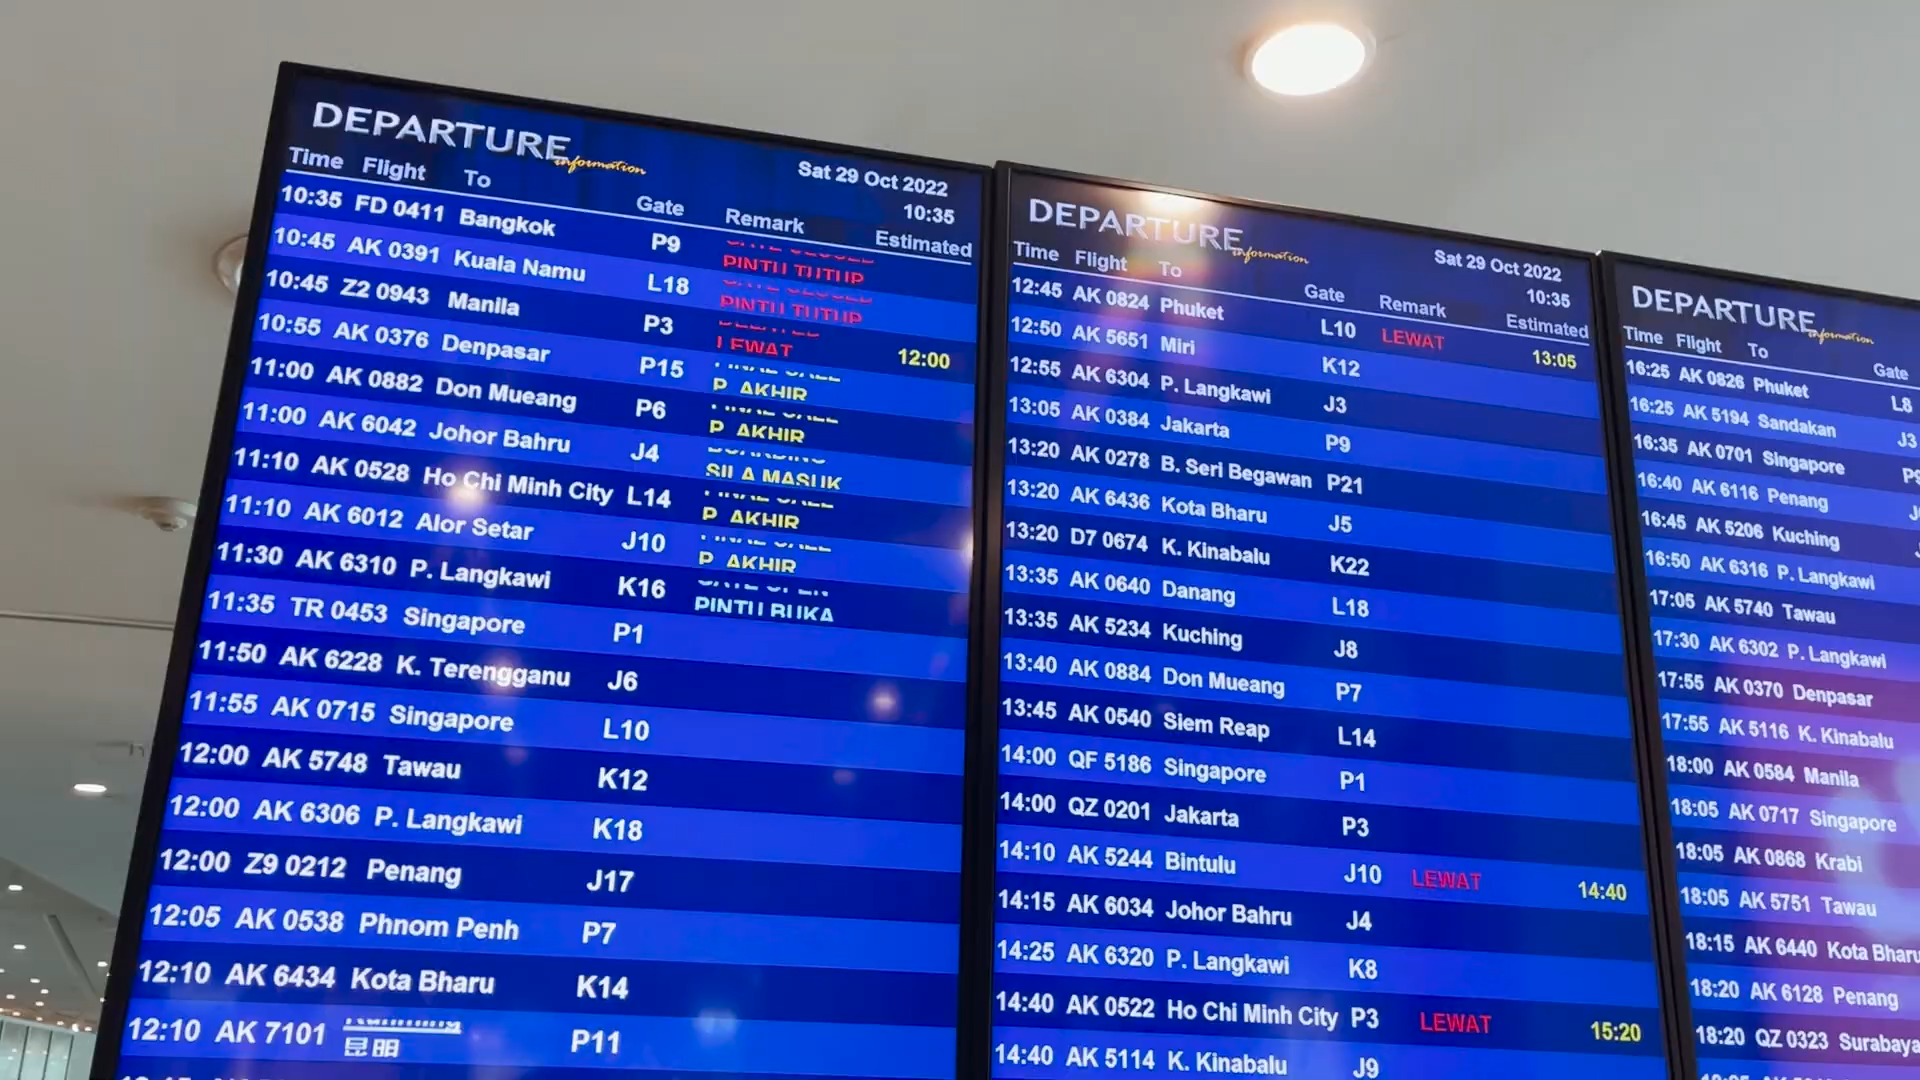 DEPARTURE information
Sat 29 Oct 2022
10:35
Time Flight To Gate Remark Estimated
10:35 FD 0411 Bangkok P9 PINTU TUTUP
10:45 AK 0391 Kuala Namu L18 PINTU TUTUP
10:45 Z2 0943 Manila P3 LEWAT 12:00
10:55 AK 0376 Denpasar P15 P. AKHIR
11:00 AK 0882 Don Mueang P6 P. AKHIR
11:00 AK 6042 Johor Bahru J4 SILA MASUK
11:10 AK 0528 Ho Chi Minh City L14 P. AKHIR
11:10 AK 6012 Alor Setar J10 P. AKHIR
11:30 AK 6310 P. Langkawi K16 PINTU BUKA
11:35 TR 0453 Singapore P1
11:50 AK 6228 K. Terengganu J6
11:55 AK 0715 Singapore L10
12:00 AK 5748 Tawau K12
12:00 AK 6306 P. Langkawi K18
12:00 Z9 0212 Penang J17
12:05 AK 0538 Phnom Penh P7
12:10 AK 6434 Kota Bharu K14
12:10 AK 7101 昆明 P11
DEPARTURE information
Sat 29 Oct 2022
10:35
Time Flight To Gate Remark Estimated
12:45 AK 0824 Phuket L10 LEWAT 13:05
12:50 AK 5651 Miri K12
12:55 AK 6304 P. Langkawi J3
13:05 AK 0384 Jakarta P9
13:20 AK 0278 B. Seri Begawan P21
13:20 AK 6436 Kota Bharu J5
13:20 D7 0674 K. Kinabalu K22
13:35 AK 0640 Danang L18
13:35 AK 5234 Kuching J8
13:40 AK 0884 Don Mueang P7
13:45 AK 0540 Siem Reap L14
14:00 QF 5186 Singapore P1
14:00 QZ 0201 Jakarta P3
14:10 AK 5244 Bintulu J10 LEWAT 14:40
14:15 AK 6034 Johor Bahru J4
14:25 AK 6320 P. Langkawi K8
14:40 AK 0522 Ho Chi Minh City P3 LEWAT 15:20
14:40 AK 5114 K. Kinabalu J9
DEPARTURE information
Time Flight To Gate
16:25 AK 0826 Phuket L8
16:25 AK 5194 Sandakan J3
16:35 AK 0701 Singapore
16:40 AK 6116 Penang
16:45 AK 5206 Kuching
16:50 AK 6316 P. Langkawi
17:05 AK 5740 Tawau
17:30 AK 6302 P. Langkawi
17:55 AK 0370 Denpasar
17:55 AK 5116 K. Kinabalu
18:00 AK 0584 Manila
18:05 AK 0717 Singapore
18:05 AK 0868 Krabi
18:05 AK 5751 Tawau
18:15 AK 6440 Kota Bharu
18:20 AK 6128 Penang
18:20 QZ 0323 Surabaya